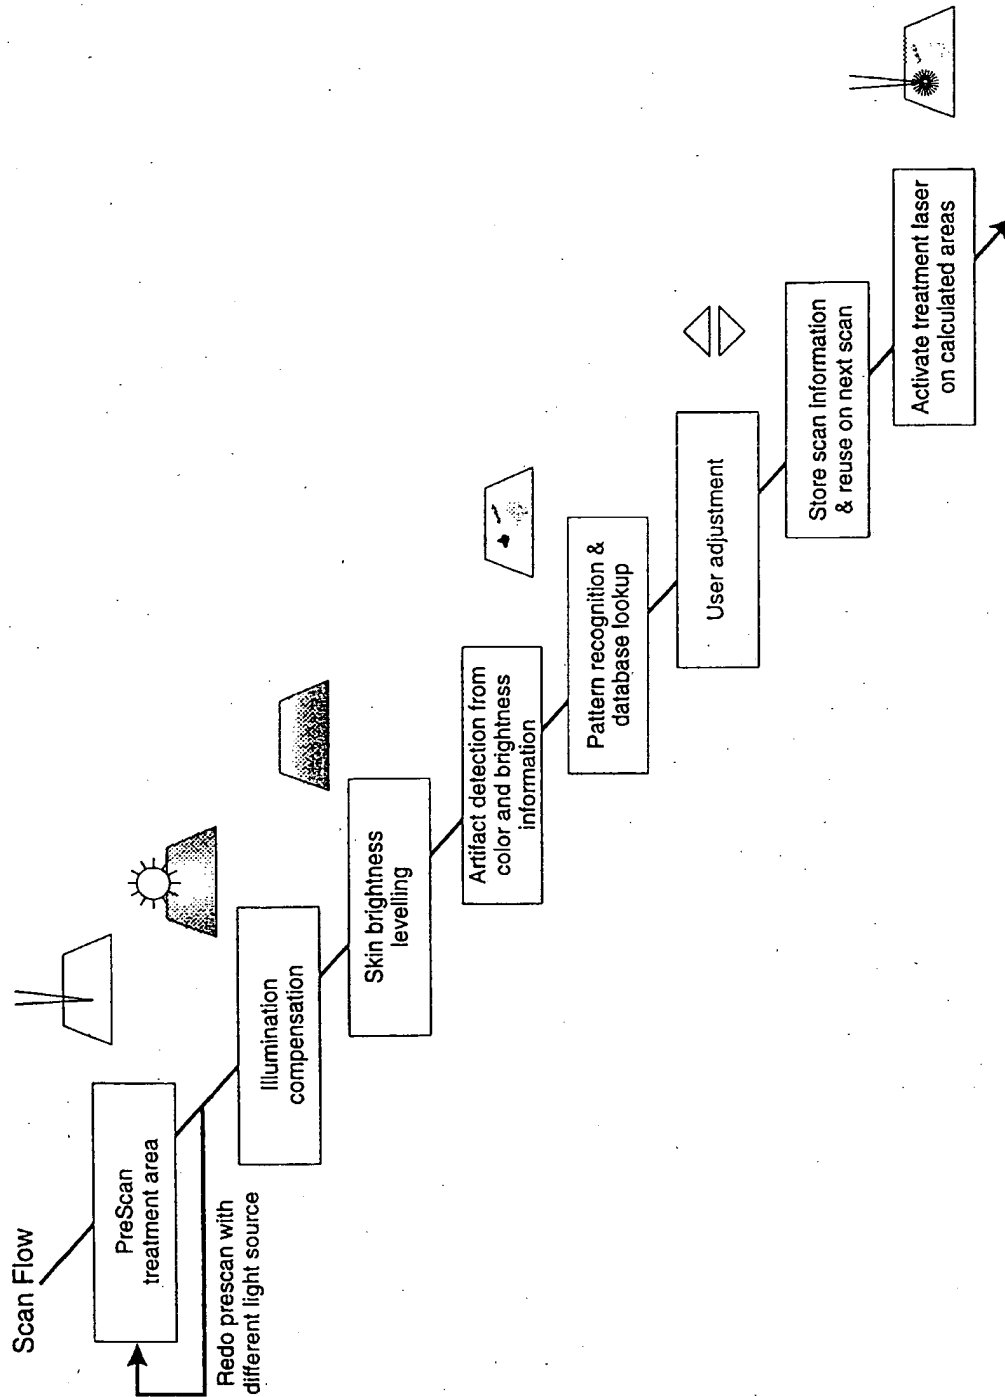 Scan Flow
PreScan
treatment area
Redo prescan with
different light source
Illumination
compensation
Skin brightness
levelling
Artifact detection from
color and brightness
information
Pattern recognition &
database lookup
User adjustment
Store scan information
& reuse on next scan
Activate treatment laser
on calculated areas